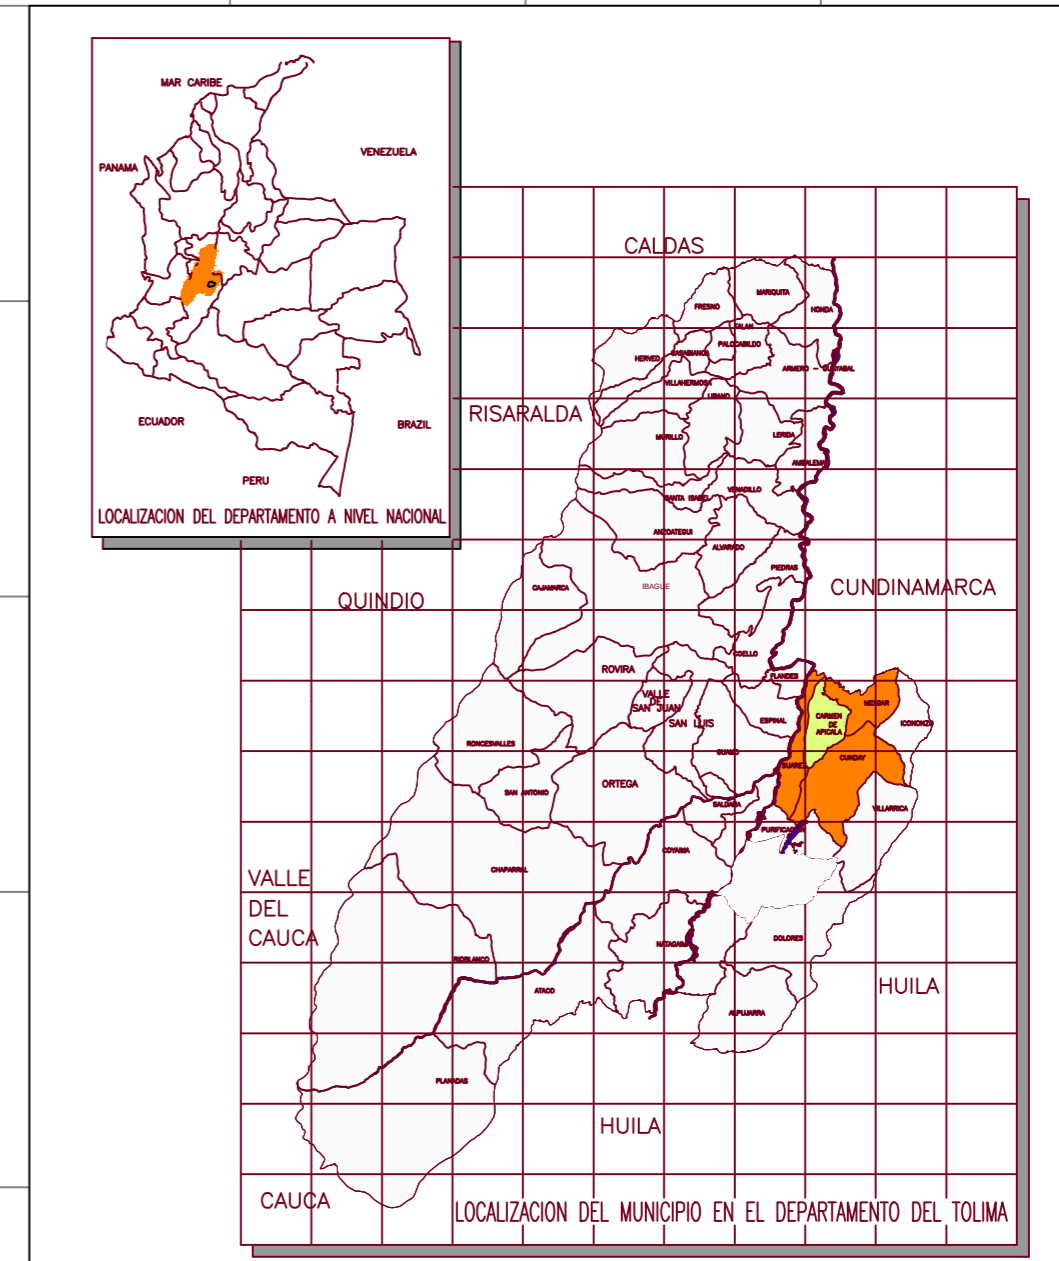 MAR CARIBE
VENEZUELA
PANAMA
ECUADOR
BRAZIL
PERU
LOCALIZACION DEL DEPARTAMENTO A NIVEL NACIONAL
CALDAS
MARIQUITA
FRESNO
HONDA
FALAN
PALOCABILDO
CASABIANCA
HERVEO
ARMERO - GUAYABAL
VILLAHERMOSA
LIBANO
RISARALDA
MURILLO
LERIDA
AMBALEMA
VENADILLO
SANTA ISABEL
ANZOATEGUI
ALVARADO
PIEDRAS
CAJAMARCA
IBAGUE
CUNDINAMARCA
QUINDIO
COELLO
ROVIRA
FLANDES
VALLE
DE
SAN JUAN
MELGAR
CARMEN
DE
APICALA
ESPINAL
SAN LUIS
ICONONZO
RONCESVALLES
GUAMO
CUNDAY
SUAREZ
ORTEGA
SAN ANTONIO
SALDAÑA
VILLARRICA
PURIFICACION
COYAIMA
CHAPARRAL
VALLE
DEL
CAUCA
DOLORES
NATAGAIMA
RIOBLANCO
HUILA
ATACO
ALPUJARRA
PLANADAS
HUILA
CAUCA
LOCALIZACION DEL MUNICIPIO EN EL DEPARTAMENTO DEL TOLIMA